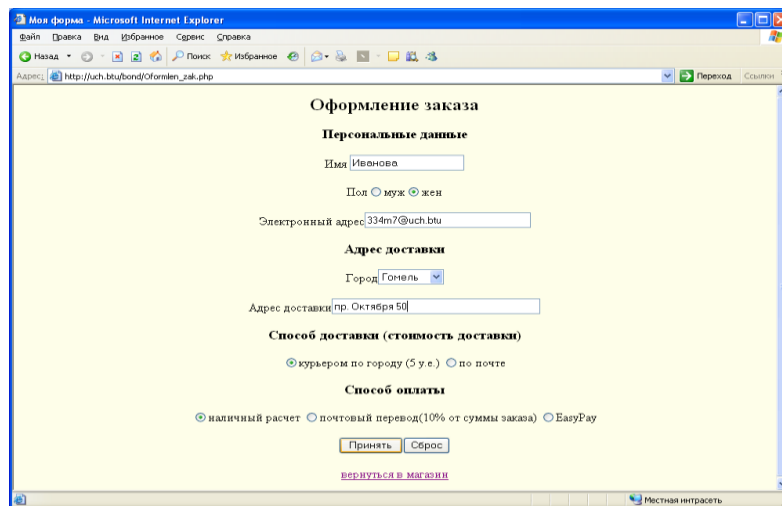 Моя форма - Microsoft Internet Explorer
Файл Правка Вид Избранное Сервис Справка
Назад Поиск Избранное
Адрес: http://uch.btu/bond/Oformlen_zak.php Переход Ссылки
Оформление заказа
Персональные данные
Имя Иванова
Пол муж жен
Электронный адрес 334m7@uch.btu
Адрес доставки
Город Гомель
Адрес доставки пр. Октября 50
Способ доставки (стоимость доставки)
курьером по городу (5 у.е.) по почте
Способ оплаты
наличный расчет почтовый перевод(10% от суммы заказа) EasyPay
Принять Сброс
вернуться в магазин
Местная интрасеть